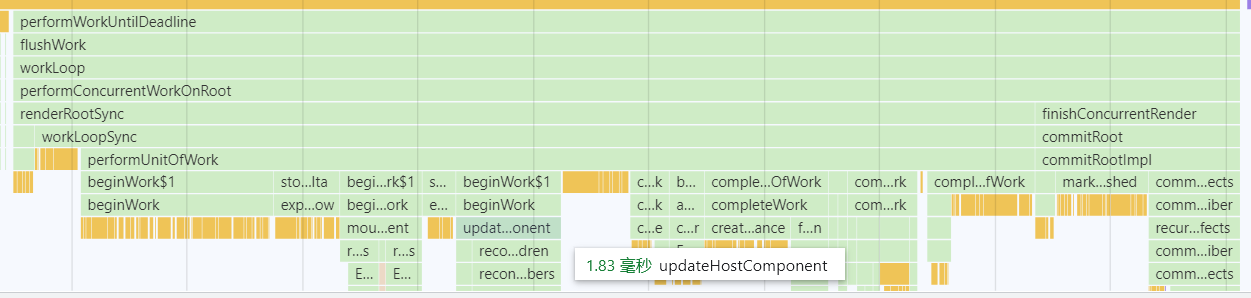 performWorkUntilDeadline
flushWork
workLoop
performConcurrentWorkOnRoot
renderRootSync finishConcurrentRender
workLoopSync commitRoot
performUnitOfWork commitRootImpl
beginWork$1 sto...lta begi...rk$1 s... beginWork$1 c...k b... comple...OfWork com...rk compl...fWork mark...shed comm...ects
beginWork exp...ow begi...ork e... beginWork c...k a... completeWork com...rk comm...iber
mou...ent updat...onent c...e c...r creat...ance f...n recur...fects
r...s r...s reco...dren comm...iber
E... E... recon...bers comm...ects
1.83 毫秒 updateHostComponent